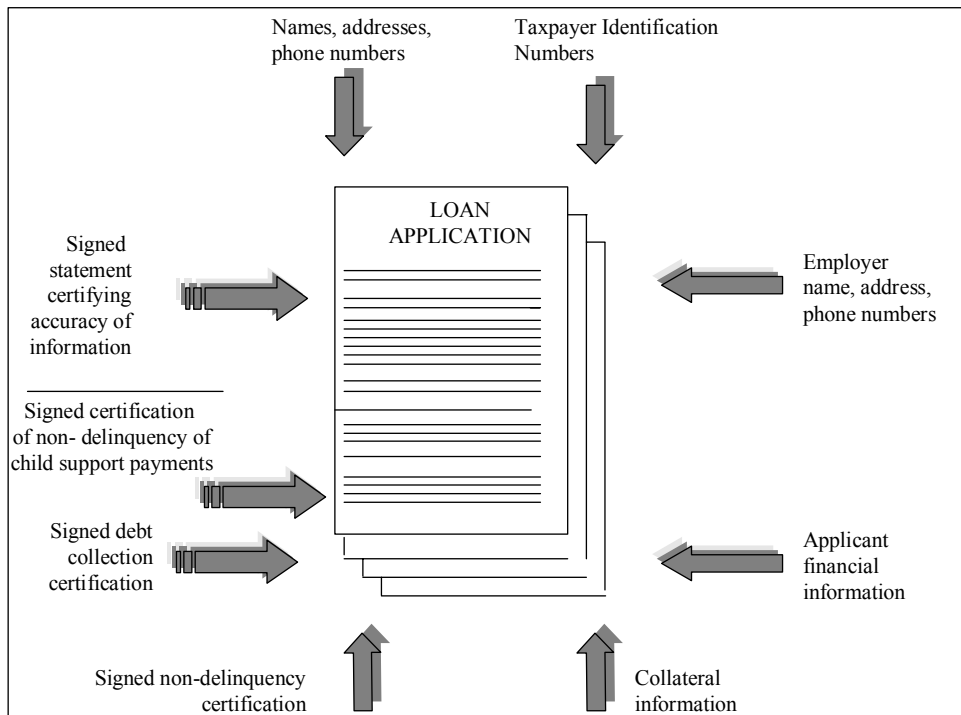 Names, addresses,
phone numbers
Taxpayer Identification
Numbers
LOAN
APPLICATION
Signed
statement
certifying
accuracy of
information
Employer
name, address,
phone numbers
Signed certification
of non- delinquency of
child support payments
Signed debt
collection
certification
Applicant
financial
information
Signed non-delinquency
certification
Collateral
information